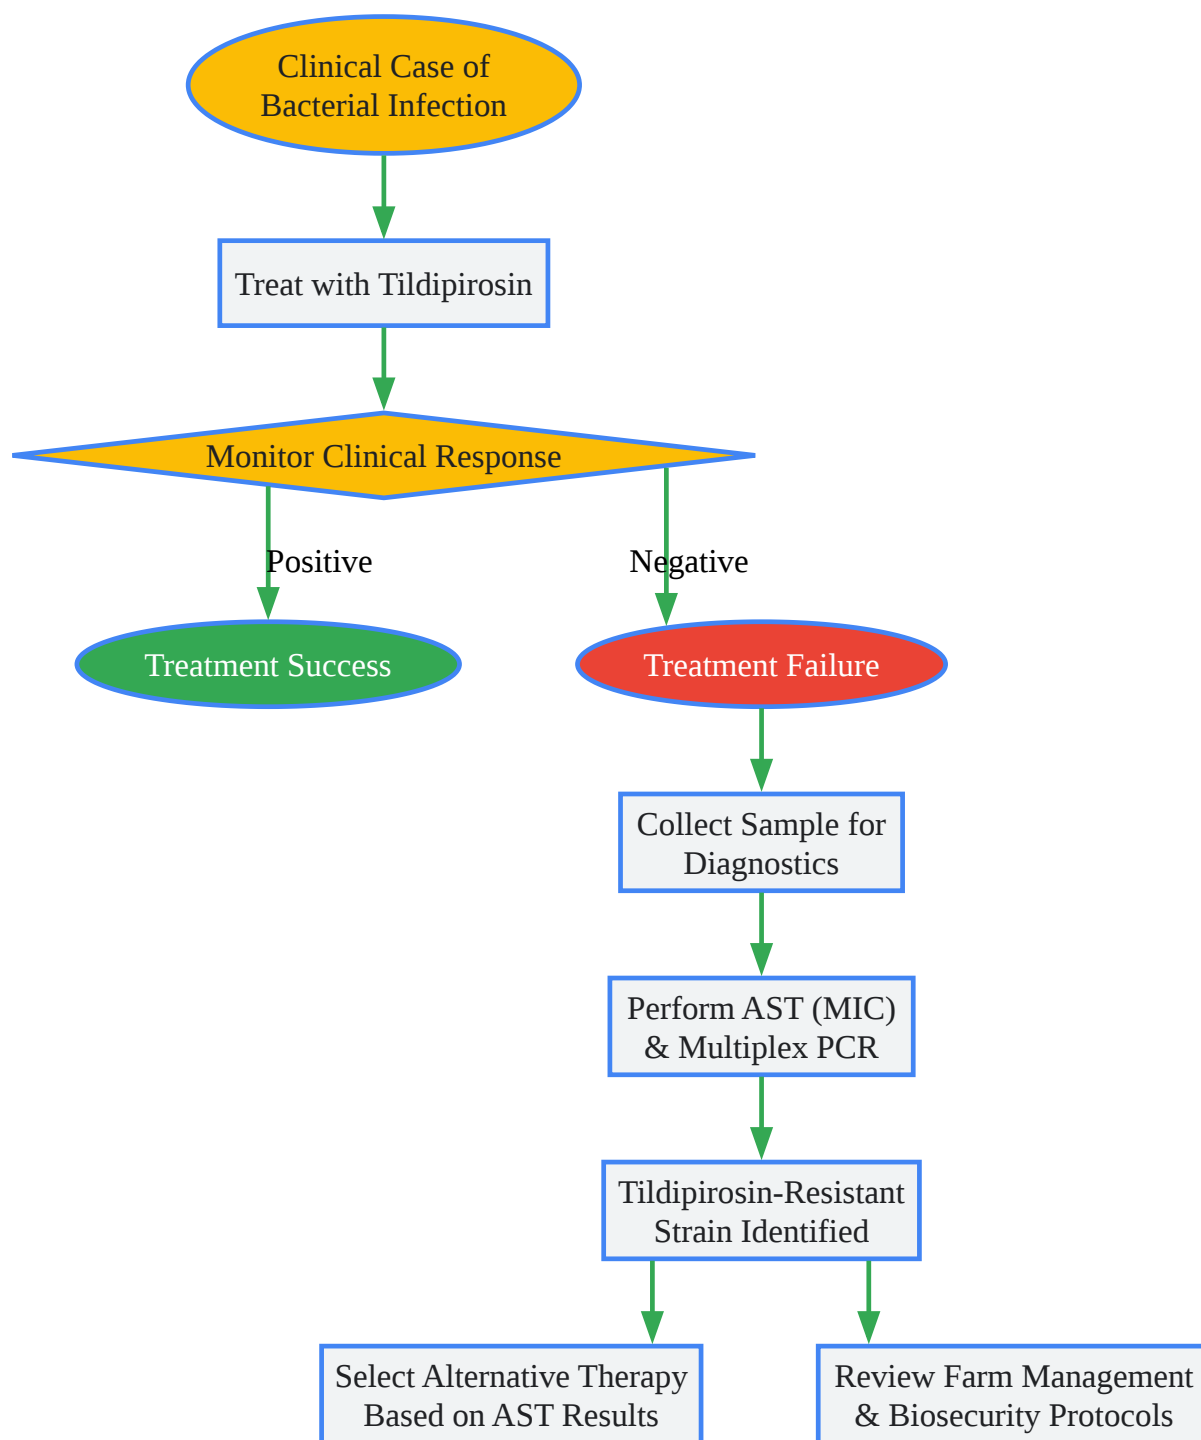 Clinical Case of
Bacterial Infection
Treat with Tildipirosin
Monitor Clinical Response
Positive
Negative
Treatment Success
Treatment Failure
Collect Sample for
Diagnostics
Perform AST (MIC)
& Multiplex PCR
Tildipirosin-Resistant
Strain Identified
Select Alternative Therapy
Based on AST Results
Review Farm Management
& Biosecurity Protocols